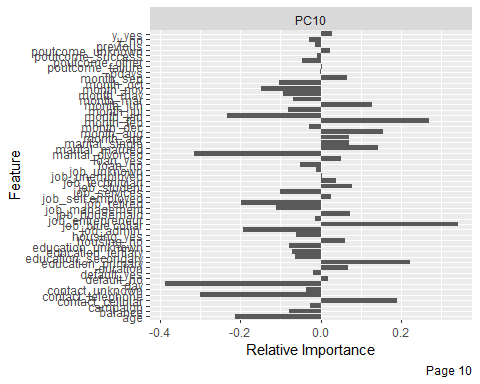 PC10
y_yes
y_no
previous
poutcome_unknown
poutcome_success
poutcome_other
poutcome_failure
pdays
month_sep
month_oct
month_nov
month_may
month_mar
month_jun
month_jul
month_jan
month_feb
month_dec
month_aug
month_apr
marital_single
marital_married
marital_divorced
loan_yes
loan_no
job_unknown
job_unemployed
job_technician
job_student
job_services
job_self.employed
job_retired
job_management
job_housemaid
job_entrepreneur
job_blue.collar
job_admin.
housing_yes
housing_no
education_unknown
education_tertiary
education_secondary
education_primary
duration
default_yes
default_no
day
contact_unknown
contact_telephone
contact_cellular
campaign
balance
age
Feature
-0.4 -0.2 0.0 0.2
Relative Importance
Page 10